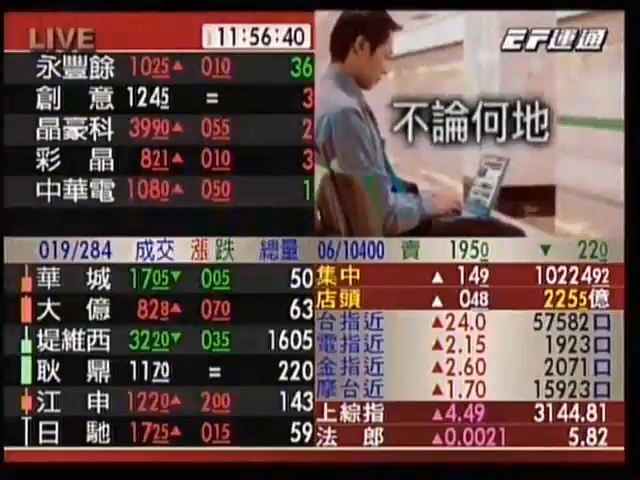 LIVE 11:56:40
永豐餘 1025▲ 010 36
創意 1245 = 3
晶豪科 3990▲ 055 2
彩晶 821▲ 010 3
中華電 1080▲ 050 1
EF運通
不論何地
019/284 成交 漲跌 總量
華城 1705▼ 005 50
大億 828▲ 070 63
堤維西 3220▼ 035 1605
耿鼎 1170 = 220
江申 1220▲ 200 143
日馳 1725▲ 015 59
06/10400 賣 1950 ▼ 220
集中 ▲ 149 1022492
店頭 ▲ 048 2255億
台指近 ▲24.0 57582口
電指近 ▲2.15 1923口
金指近 ▲2.60 2071口
摩台近 ▲1.70 15923口
上綜指 ▲4.49 3144.81
法郎 ▲0.0021 5.82